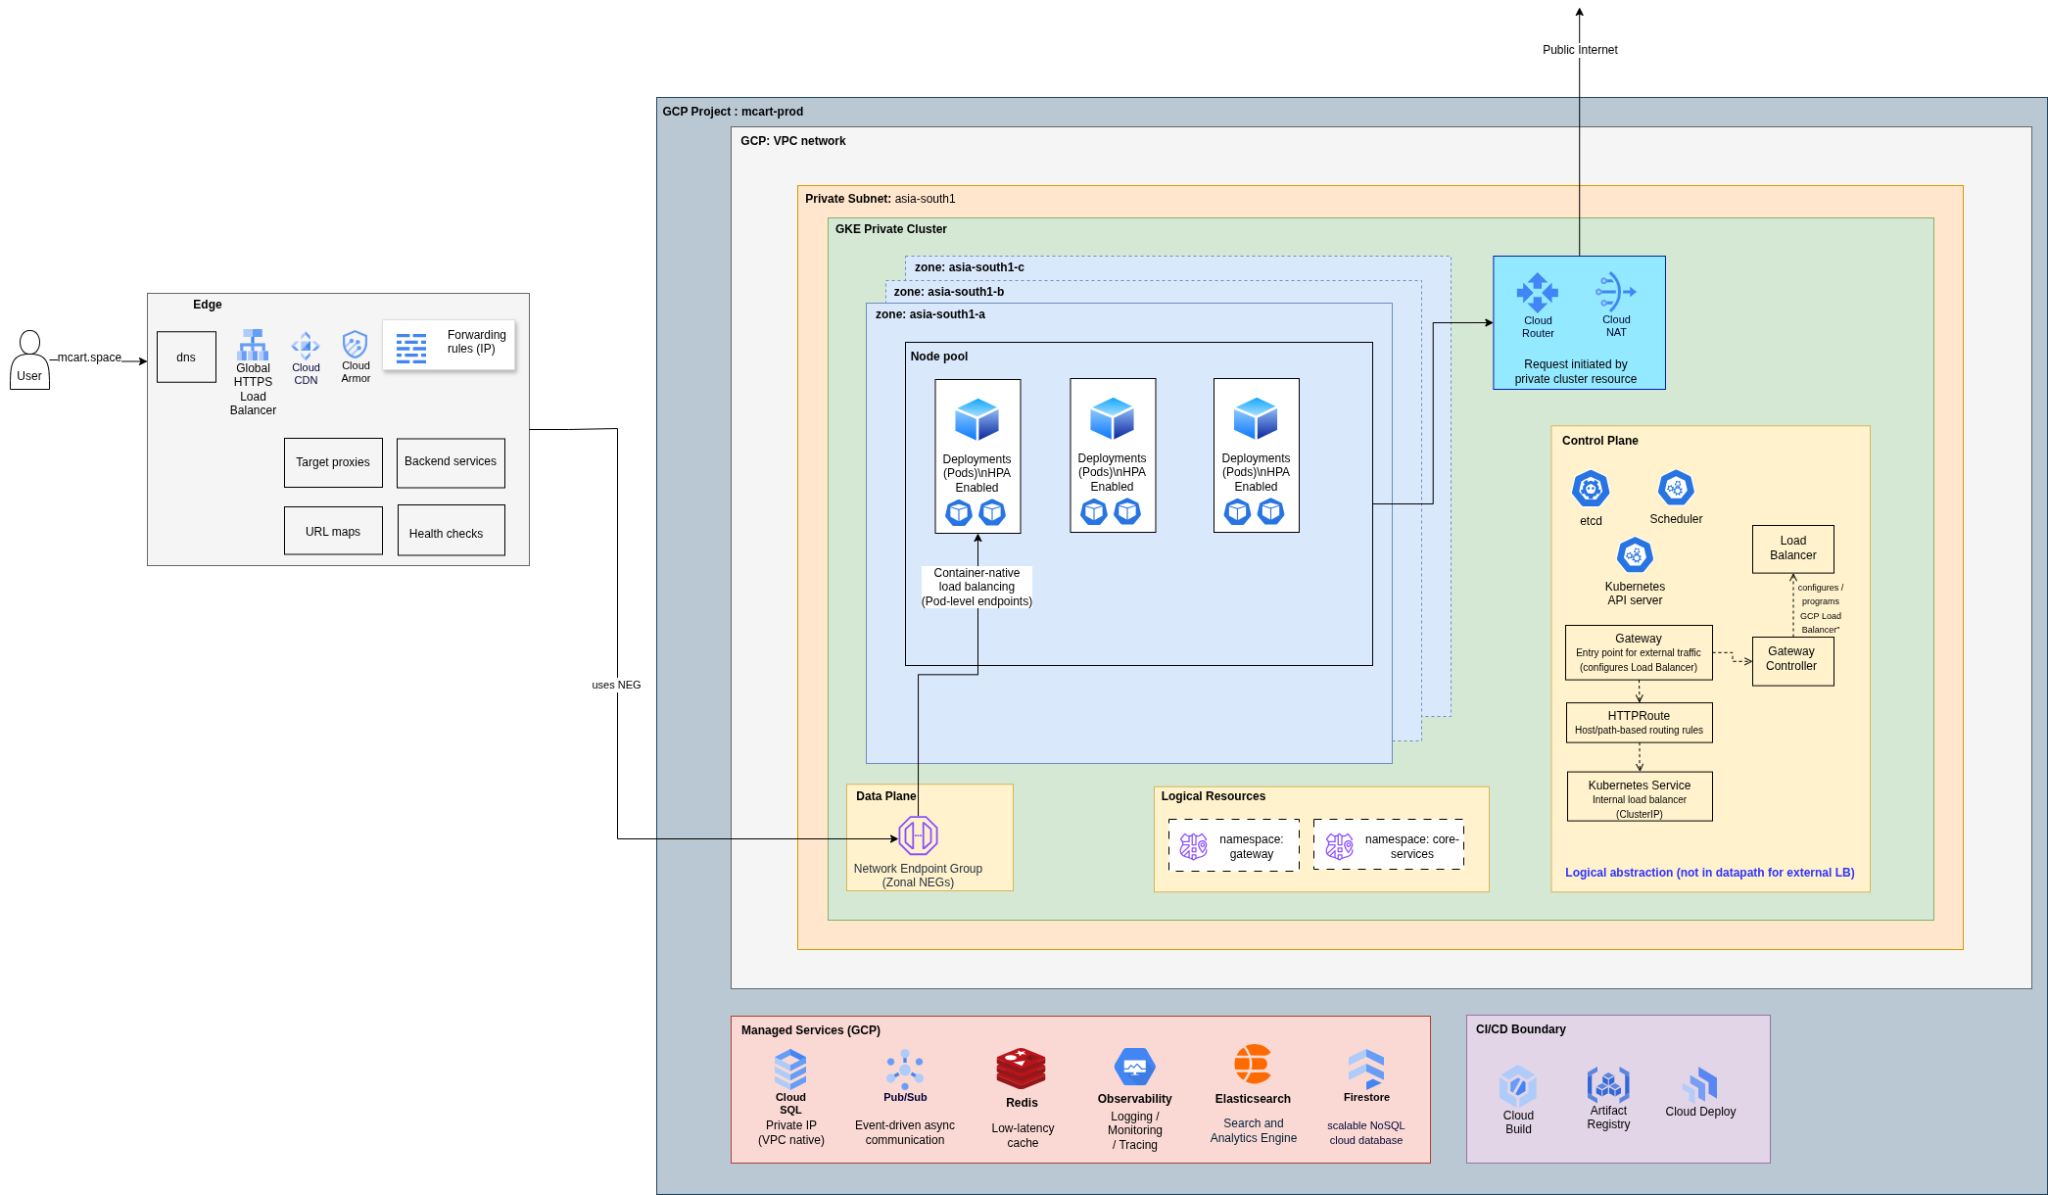 Public Internet
GCP Project : mcart-prod
GCP: VPC network
Private Subnet: asia-south1
GKE Private Cluster
zone: asia-south1-c
zone: asia-south1-b
zone: asia-south1-a
Node pool
Deployments
(Pods)\nHPA
Enabled
Deployments
(Pods)\nHPA
Enabled
Deployments
(Pods)\nHPA
Enabled
Container-native
load balancing
(Pod-level endpoints)
Cloud
Router
Cloud
NAT
Request initiated by
private cluster resource
User
mcart.space
Edge
dns
Global
HTTPS
Load
Balancer
Cloud
CDN
Cloud
Armor
Forwarding
rules (IP)
Target proxies
Backend services
URL maps
Health checks
uses NEG
Control Plane
etcd
Scheduler
Kubernetes
API server
Load
Balancer
configures /
programs
GCP Load
Balancer"
Gateway
Entry point for external traffic
(configures Load Balancer)
Gateway
Controller
HTTPRoute
Host/path-based routing rules
Kubernetes Service
Internal load balancer
(ClusterIP)
Logical abstraction (not in datapath for external LB)
Data Plane
Network Endpoint Group
(Zonal NEGs)
Logical Resources
namespace:
gateway
namespace: core-
services
Managed Services (GCP)
Cloud
SQL
Private IP
(VPC native)
Pub/Sub
Event-driven async
communication
Redis
Low-latency
cache
Observability
Logging /
Monitoring
/ Tracing
Elasticsearch
Search and
Analytics Engine
Firestore
scalable NoSQL
cloud database
CI/CD Boundary
Cloud
Build
Artifact
Registry
Cloud Deploy